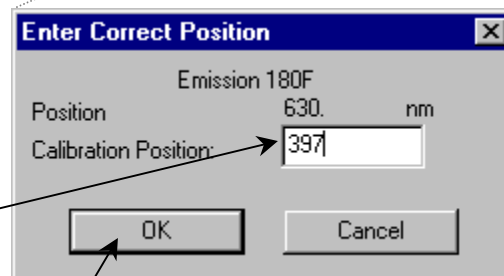 Enter Correct Position
Emission 180F
Position 630. nm
Calibration Position: 397
OK Cancel